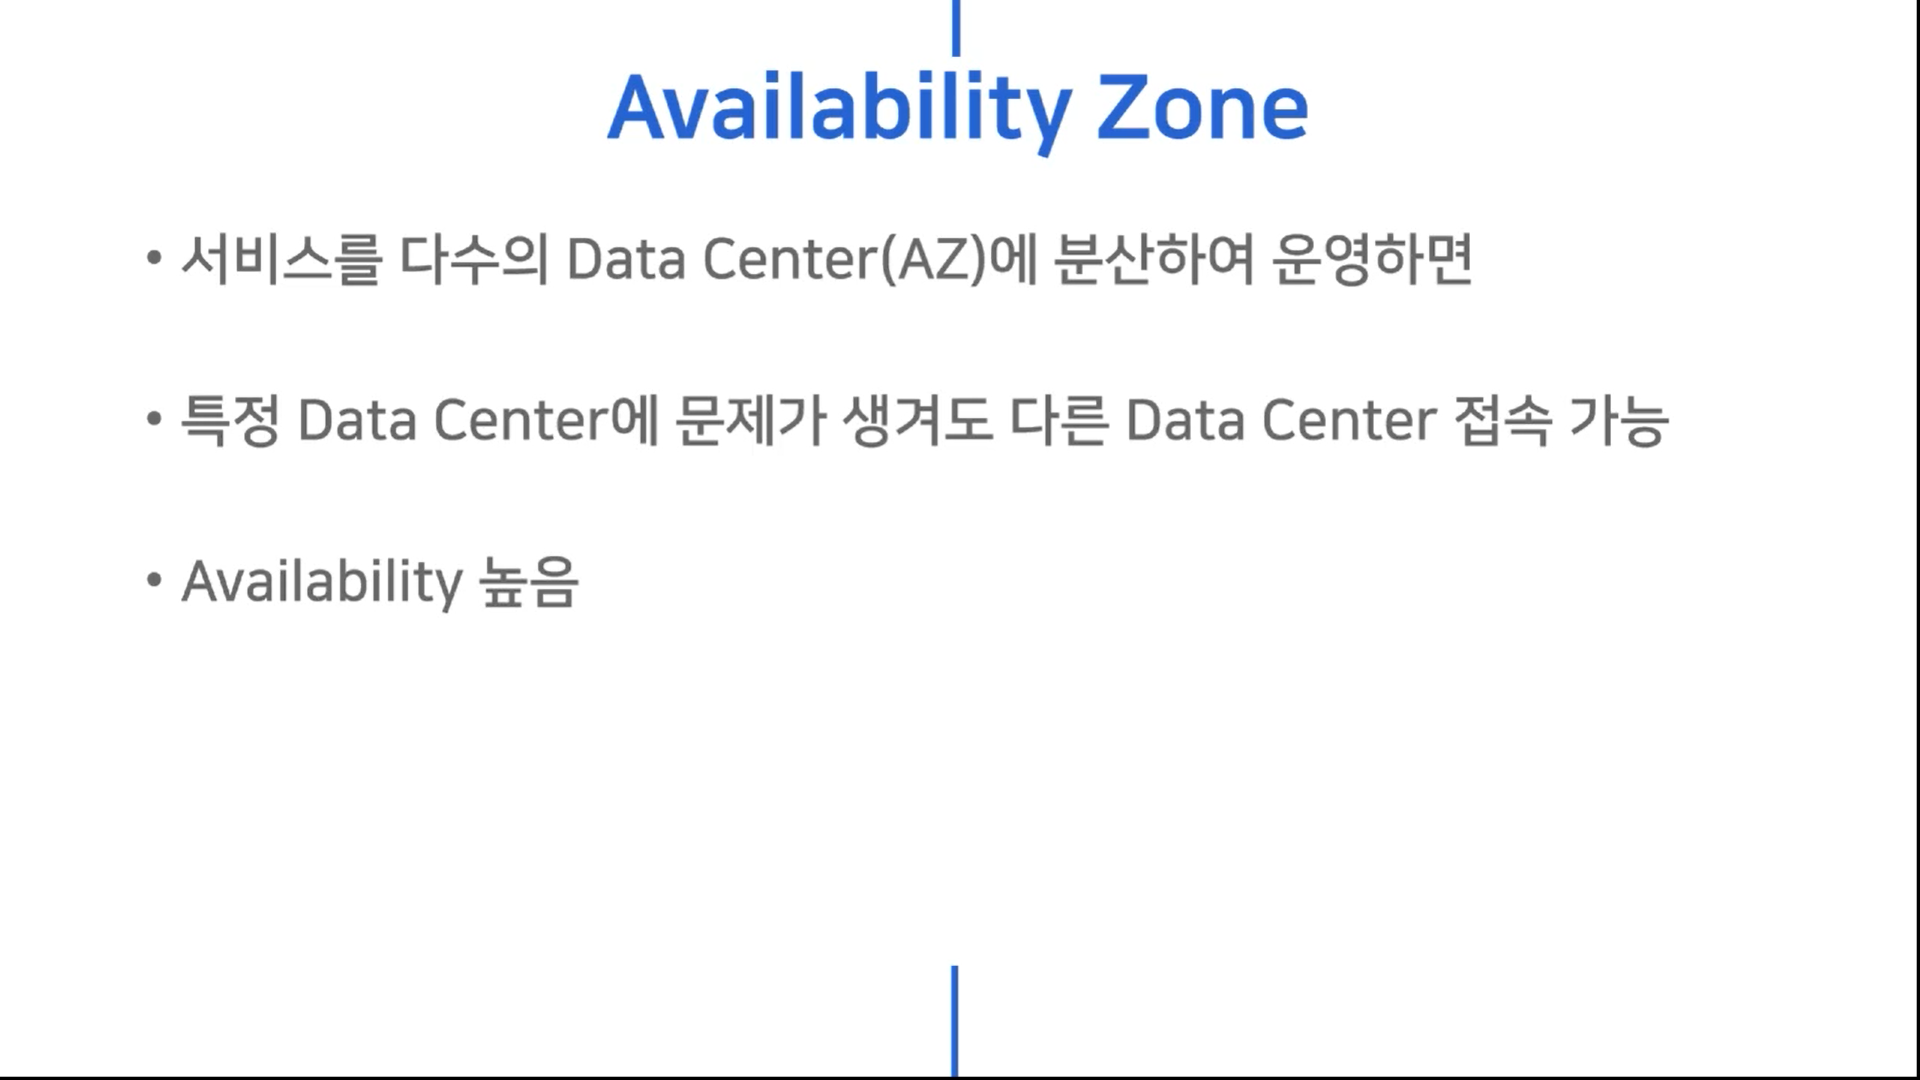 Availability Zone
• 서비스를 다수의 Data Center(AZ)에 분산하여 운영하면
• 특정 Data Center에 문제가 생겨도 다른 Data Center 접속 가능
• Availability 높음